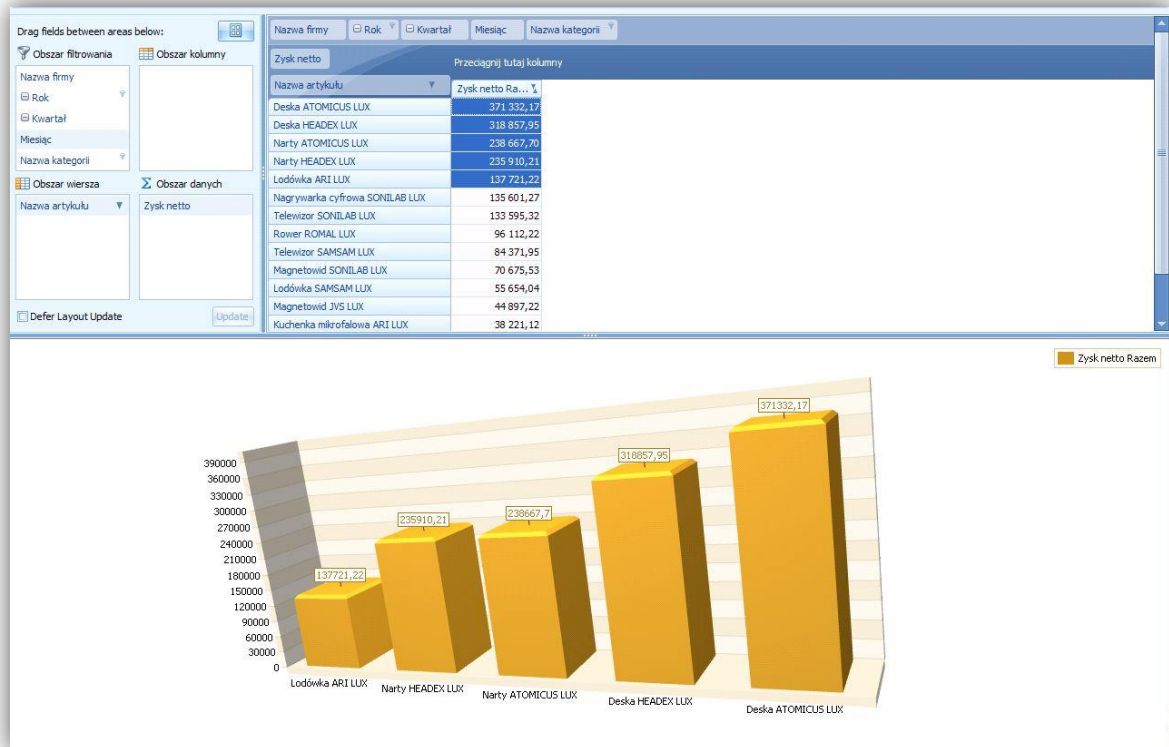 Drag fields between areas below:
Obszar filtrowania
Obszar kolumny
Nazwa firmy
Rok
Kwartał
Miesiąc
Nazwa kategorii
Obszar wiersza
Obszar danych
Nazwa artykułu
Zysk netto
Defer Layout Update
Update
Nazwa firmy Rok Kwartał Miesiąc Nazwa kategorii
Zysk netto
Przeciągnij tutaj kolumny
Nazwa artykułu Zysk netto Ra...
Deska ATOMICUS LUX 371 332,17
Deska HEADEX LUX 318 857,95
Narty ATOMICUS LUX 238 667,70
Narty HEADEX LUX 235 910,21
Lodówka ARI LUX 137 721,22
Nagrywarka cyfrowa SONILAB LUX 135 601,27
Telewizor SONILAB LUX 133 595,32
Rower ROMAL LUX 96 112,22
Telewizor SAMSAM LUX 84 371,95
Magnetowid SONILAB LUX 70 675,53
Lodówka SAMSAM LUX 55 654,04
Magnetowid JVS LUX 44 897,22
Kuchenka mikrofalowa ARI LUX 38 221,12
Zysk netto Razem
390000
360000
330000
300000
270000
240000
210000
180000
150000
120000
90000
60000
30000
0
137721,22
235910,21
238667,7
318857,95
371332,17
Lodówka ARI LUX
Narty HEADEX LUX
Narty ATOMICUS LUX
Deska HEADEX LUX
Deska ATOMICUS LUX